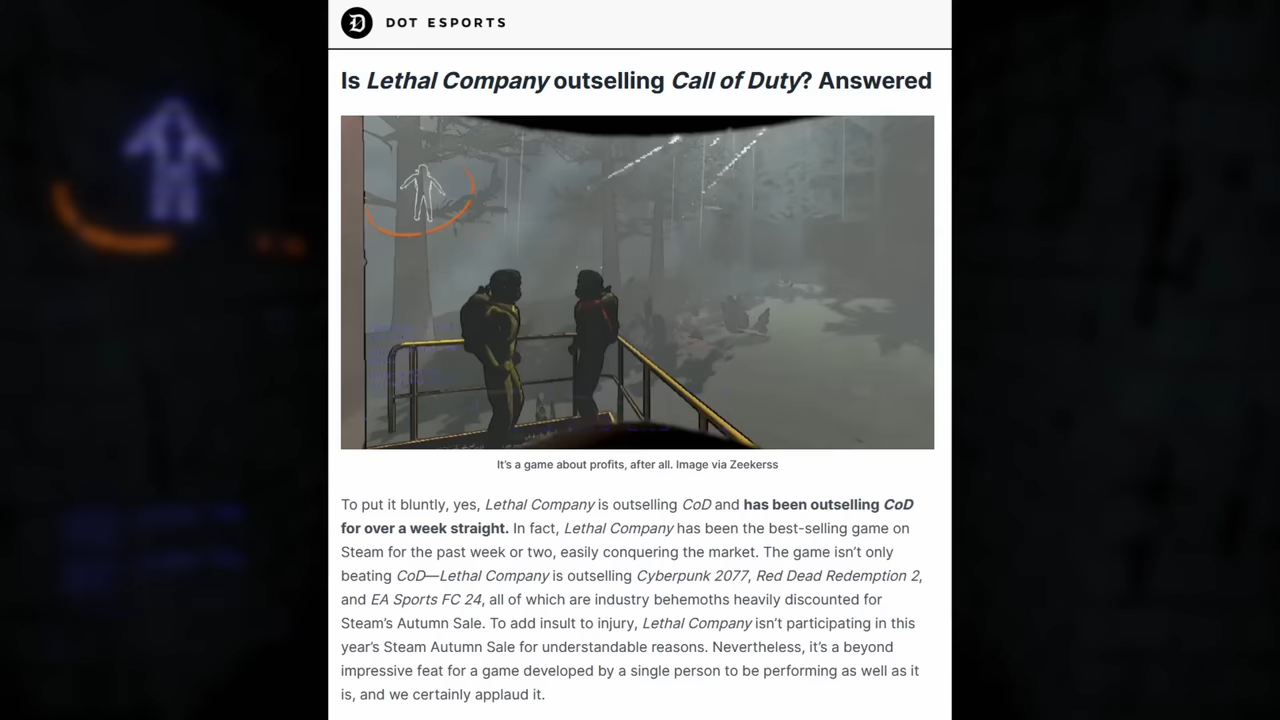 DOT ESPORTS
Is Lethal Company outselling Call of Duty? Answered
It's a game about profits, after all. Image via Zeekerss
To put it bluntly, yes, Lethal Company is outselling CoD and has been outselling CoD
for over a week straight. In fact, Lethal Company has been the best-selling game on
Steam for the past week or two, easily conquering the market. The game isn't only
beating CoD—Lethal Company is outselling Cyberpunk 2077, Red Dead Redemption 2,
and EA Sports FC 24, all of which are industry behemoths heavily discounted for
Steam's Autumn Sale. To add insult to injury, Lethal Company isn't participating in this
year's Steam Autumn Sale for understandable reasons. Nevertheless, it's a beyond
impressive feat for a game developed by a single person to be performing as well as it
is, and we certainly applaud it.